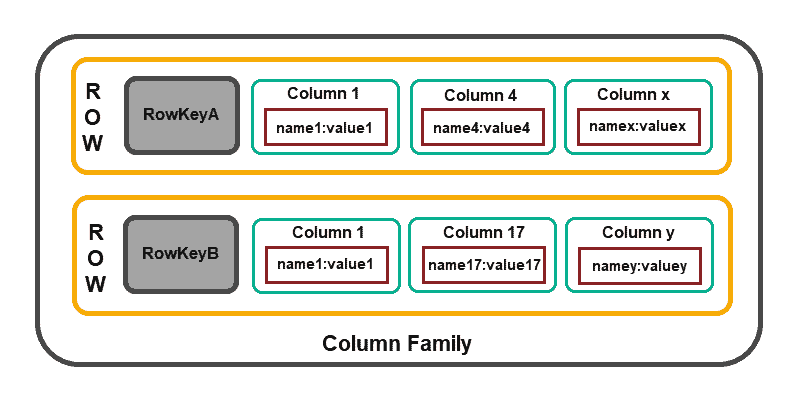 ROW
RowKeyA
Column 1
name1:value1
Column 4
name4:value4
Column x
namex:valuex
ROW
RowKeyB
Column 1
name1:value1
Column 17
name17:value17
Column y
namey:valuey
Column Family